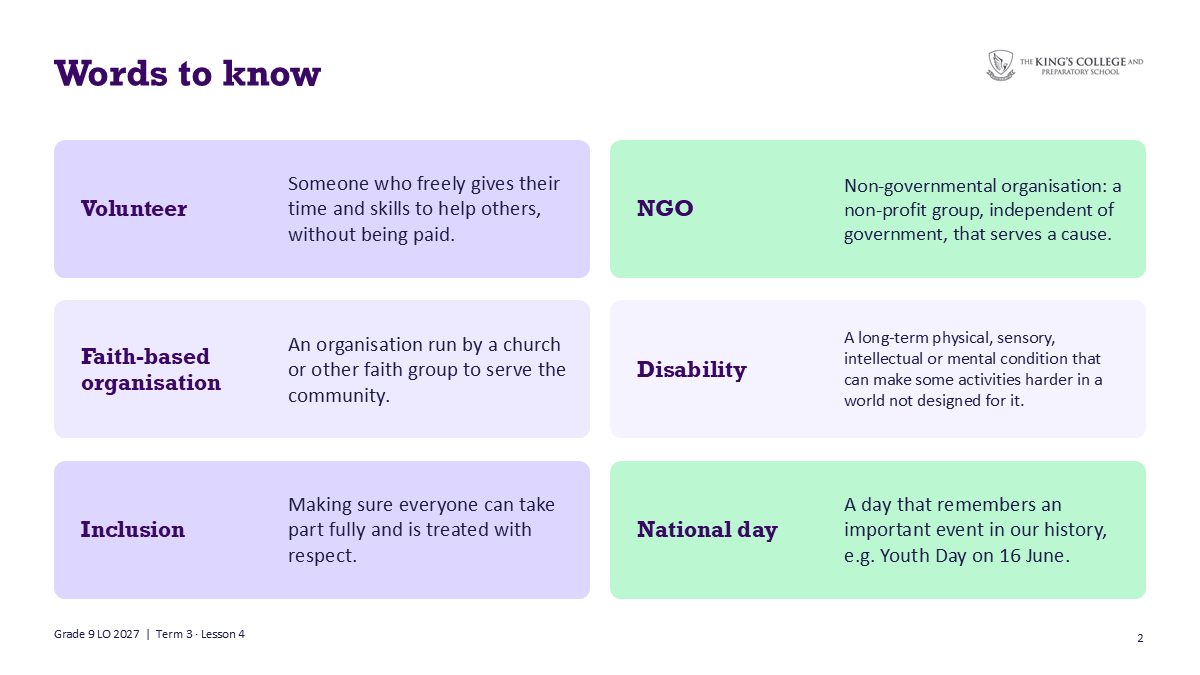 Words to know
THE KING'S COLLEGE AND
PREPARATORY SCHOOL
Volunteer
Someone who freely gives their
time and skills to help others,
without being paid.
NGO
Non-governmental organisation: a
non-profit group, independent of
government, that serves a cause.
Faith-based
organisation
An organisation run by a church
or other faith group to serve the
community.
Disability
A long-term physical, sensory,
intellectual or mental condition that
can make some activities harder in a
world not designed for it.
Inclusion
Making sure everyone can take
part fully and is treated with
respect.
National day
A day that remembers an
important event in our history,
e.g. Youth Day on 16 June.
Grade 9 LO 2027 | Term 3 · Lesson 4
2